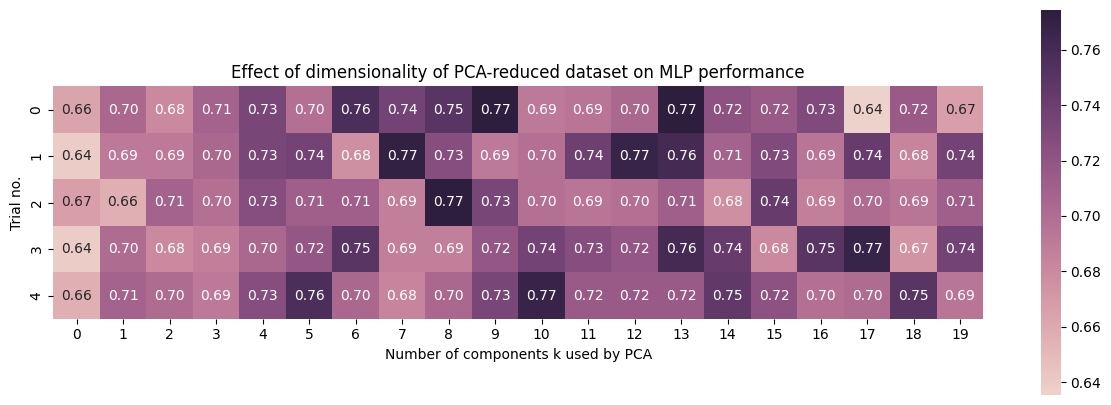 Effect of dimensionality of PCA-reduced dataset on MLP performance
Trial no.
0 0.66 0.70 0.68 0.71 0.73 0.70 0.76 0.74 0.75 0.77 0.69 0.69 0.70 0.77 0.72 0.72 0.73 0.64 0.72 0.67
1 0.64 0.69 0.69 0.70 0.73 0.74 0.68 0.77 0.73 0.69 0.70 0.74 0.77 0.76 0.71 0.73 0.69 0.74 0.68 0.74
2 0.67 0.66 0.71 0.70 0.73 0.71 0.71 0.69 0.77 0.73 0.70 0.69 0.70 0.71 0.68 0.74 0.69 0.70 0.69 0.71
3 0.64 0.70 0.68 0.69 0.70 0.72 0.75 0.69 0.69 0.72 0.74 0.73 0.72 0.76 0.74 0.68 0.75 0.77 0.67 0.74
4 0.66 0.71 0.70 0.69 0.73 0.76 0.70 0.68 0.70 0.73 0.77 0.72 0.72 0.72 0.75 0.72 0.70 0.70 0.75 0.69
0 1 2 3 4 5 6 7 8 9 10 11 12 13 14 15 16 17 18 19
Number of components k used by PCA
0.76
0.74
0.72
0.70
0.68
0.66
0.64